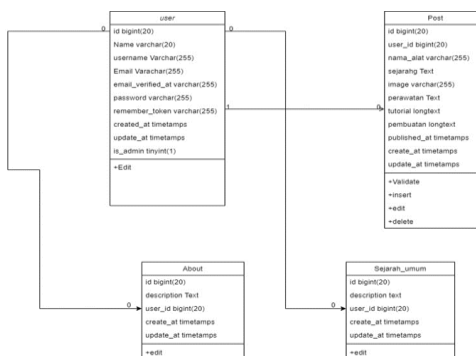 user
id bigint(20)
Name varchar(20)
username Varchar(255)
Email Varachar(255)
email_verified_at varchar(255)
password varchar(255)
remember_token varchar(255)
created_at timetamps
update_at timetamps
is_admin tinyint(1)
+Edit
Post
id bigint(20)
user_id bigint(20)
nama_alat varchar(255)
sejarahg Text
image varchar(255)
perawatan Text
tutorial longtext
pembuatan longtext
published_at timetamps
create_at timetamps
update_at timetamps
+Validate
+insert
+edit
+delete
0
0
1
0
About
id bigint(20)
description Text
user_id bigint(20)
create_at timetamps
update_at timetamps
+edit
0
Sejarah_umum
id bigint(20)
description text
user_id bigint(20)
create_at timetamps
update_at timetamps
+edit
0